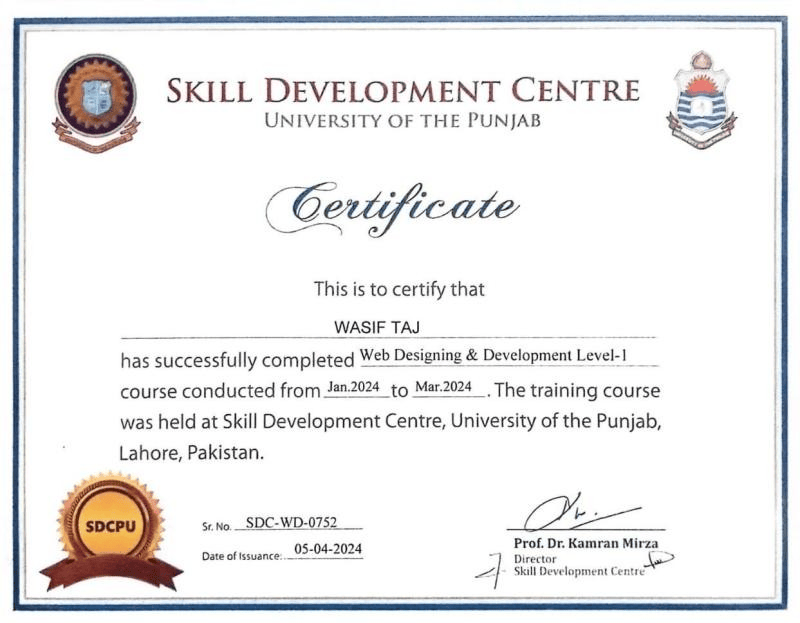 SKILL DEVELOPMENT CENTRE
UNIVERSITY OF THE PUNJAB
Certificate
This is to certify that
WASIF TAJ
has successfully completed Web Designing & Development Level-1
course conducted from Jan.2024 to Mar.2024. The training course
was held at Skill Development Centre, University of the Punjab,
Lahore, Pakistan.
SDCPU
Sr. No. SDC-WD-0752
Date of Issuance: 05-04-2024
Prof. Dr. Kamran Mirza
Director
Skill Development Centre